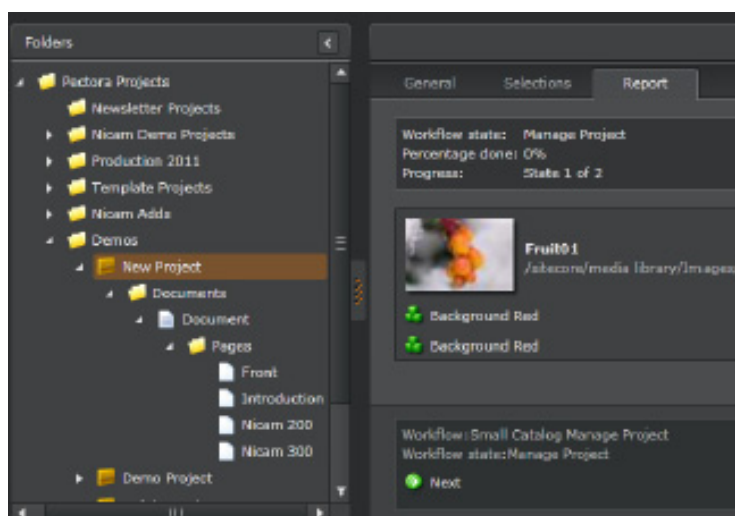 Folders
Pectora Projects
Newsletter Projects
Nicam Demo Projects
Production 2011
Template Projects
Nicam Adds
Demos
New Project
Documents
Document
Pages
Front
Introduction
Nicam 200
Nicam 300
Demo Project
General Selections Report
Workflow state: Manage Project
Percentage done: 0%
Progress: State 1 of 2
Fruit01
/sitecore/media library/Images
Background Red
Background Red
Workflow:Small Catalog Manage Project
Workflow state:Manage Project
Next